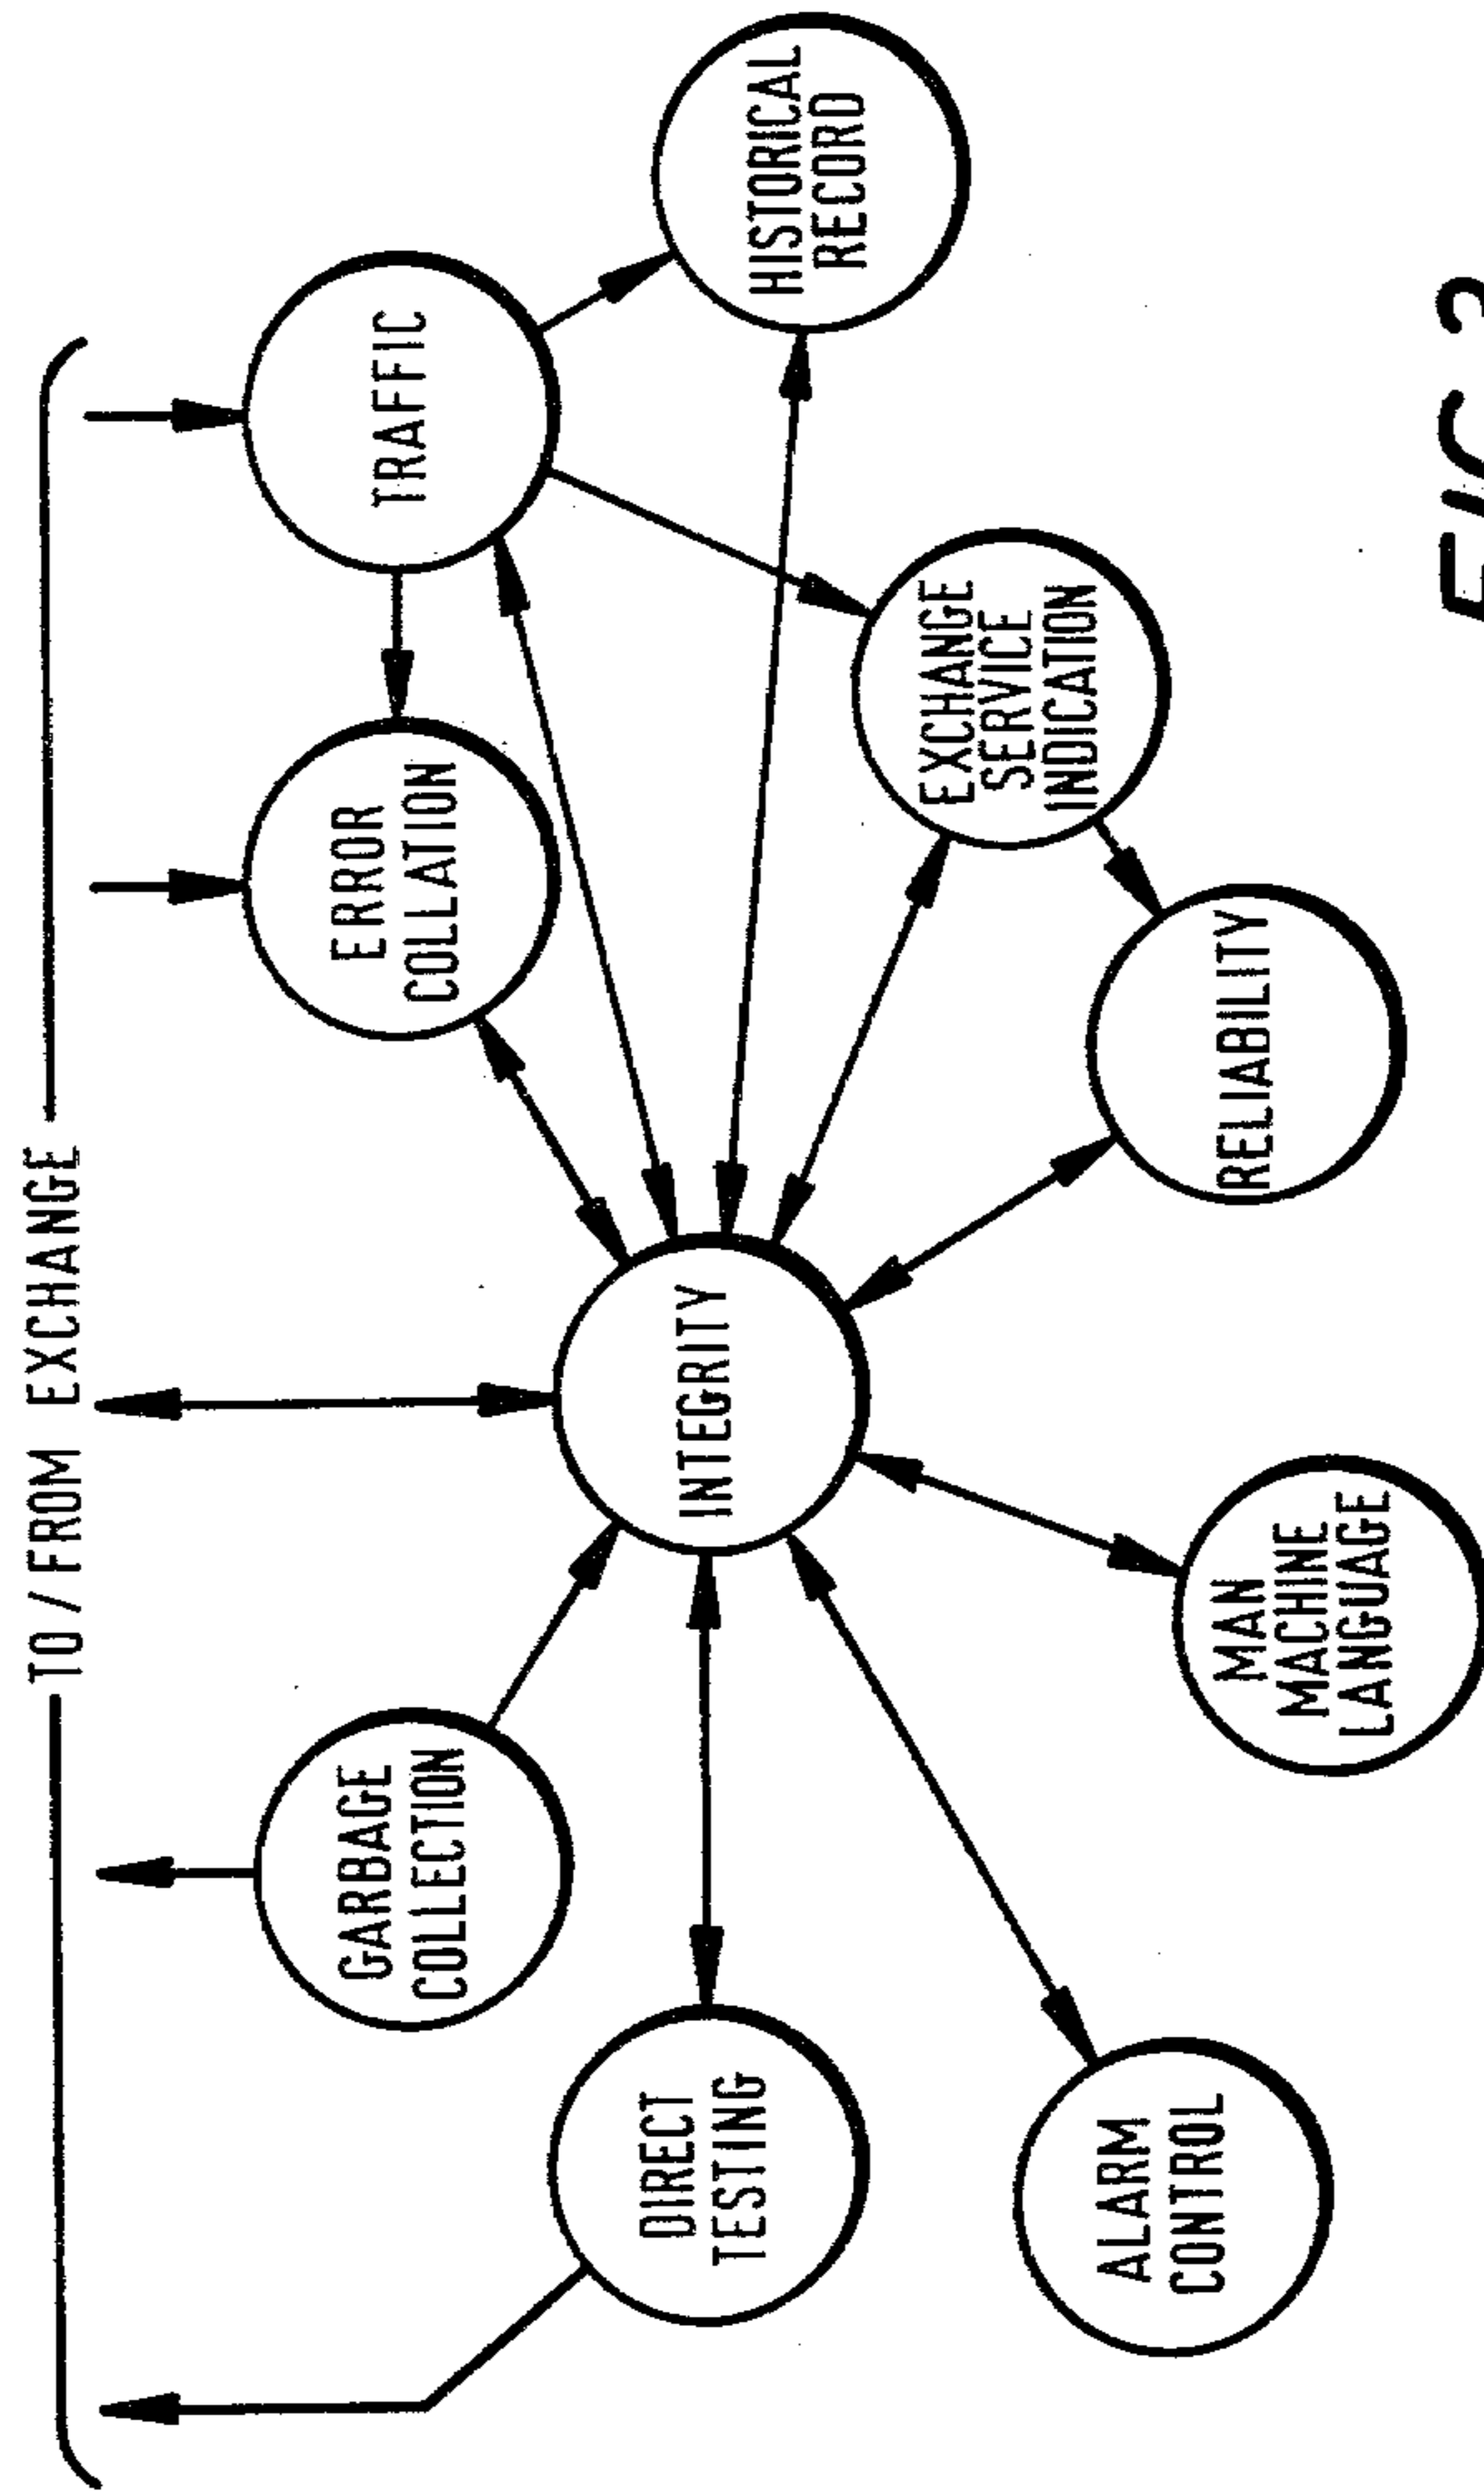 TO / FROM EXCHANGE
GARBAGE
COLLECTION
ERROR
COLLATION
TRAFFIC
DIRECT
TESTING
INTEGRITY
HISTORICAL
RECORD
EXCHANGE
SERVICE
INDICATION
ALARM
CONTROL
MAN
MACHINE
LANGUAGE
RELIABILITY